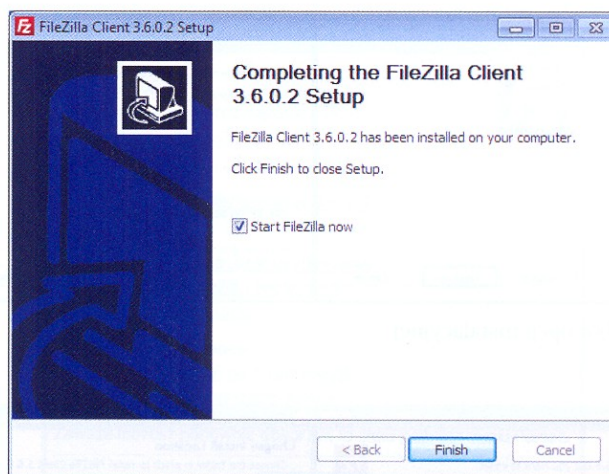 FileZilla Client 3.6.0.2 Setup
Completing the FileZilla Client
3.6.0.2 Setup
FileZilla Client 3.6.0.2 has been installed on your computer.
Click Finish to close Setup.
Start FileZilla now
< Back
Finish
Cancel